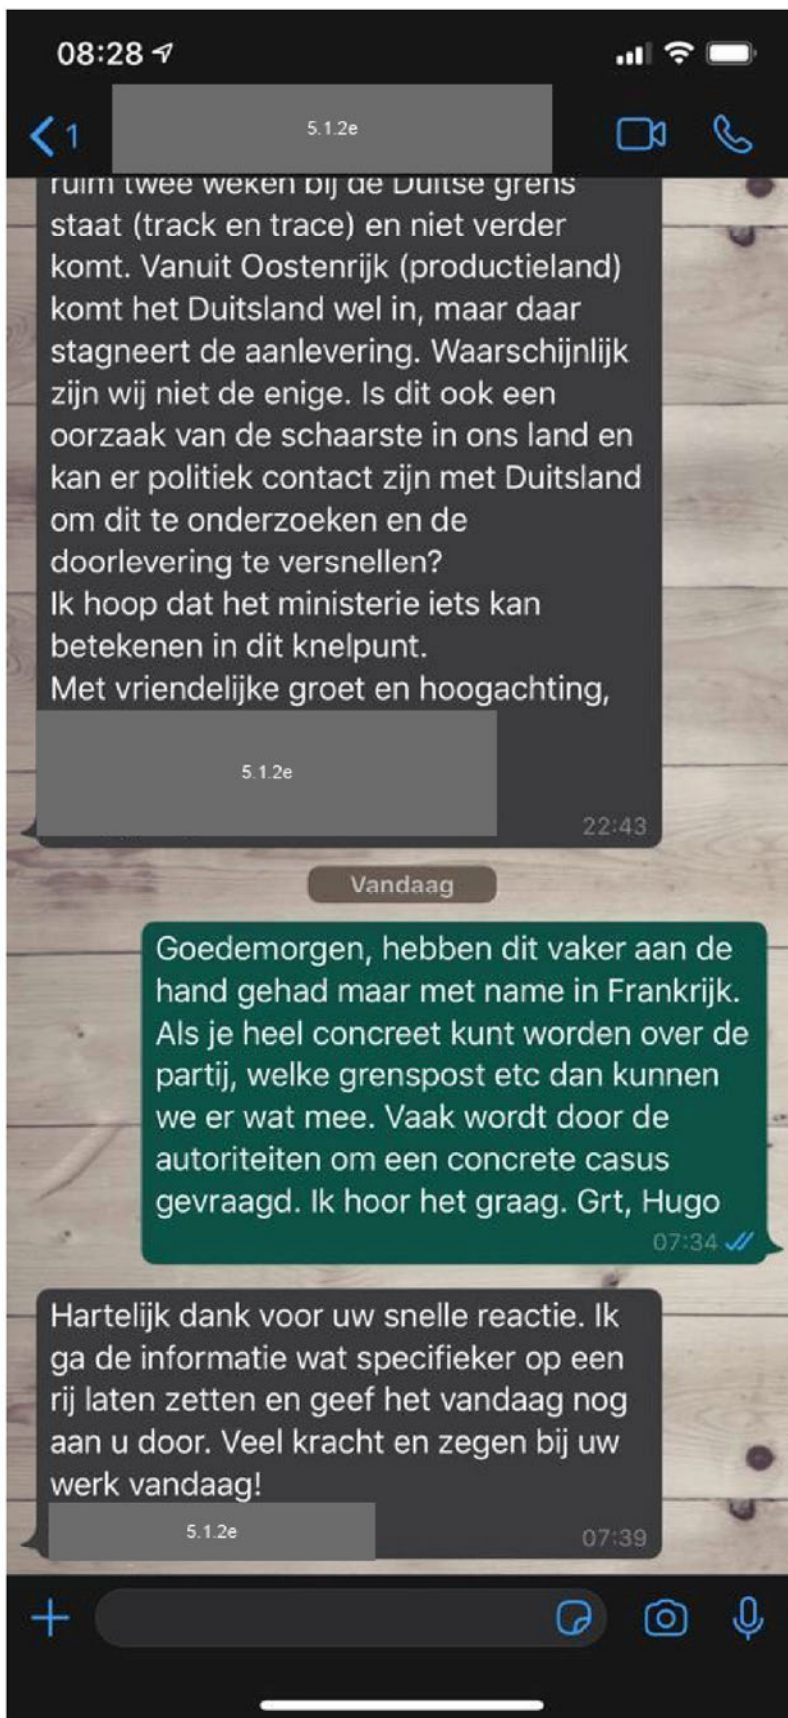 08:28
1
5.1.2e
ruim twee weken bij de Duitse grens
staat (track en trace) en niet verder
komt. Vanuit Oostenrijk (productieland)
komt het Duitsland wel in, maar daar
stagneert de aanlevering. Waarschijnlijk
zijn wij niet de enige. Is dit ook een
oorzaak van de schaarste in ons land en
kan er politiek contact zijn met Duitsland
om dit te onderzoeken en de
doorlevering te versnellen?
Ik hoop dat het ministerie iets kan
betekenen in dit knelpunt.
Met vriendelijke groet en hoogachting,
5.1.2e
22:43
Vandaag
Goedemorgen, hebben dit vaker aan de
hand gehad maar met name in Frankrijk.
Als je heel concreet kunt worden over de
partij, welke grenspost etc dan kunnen
we er wat mee. Vaak wordt door de
autoriteiten om een concrete casus
gevraagd. Ik hoor het graag. Grt, Hugo
07:34
Hartelijk dank voor uw snelle reactie. Ik
ga de informatie wat specifieker op een
rij laten zetten en geef het vandaag nog
aan u door. Veel kracht en zegen bij uw
werk vandaag!
5.1.2e
07:39